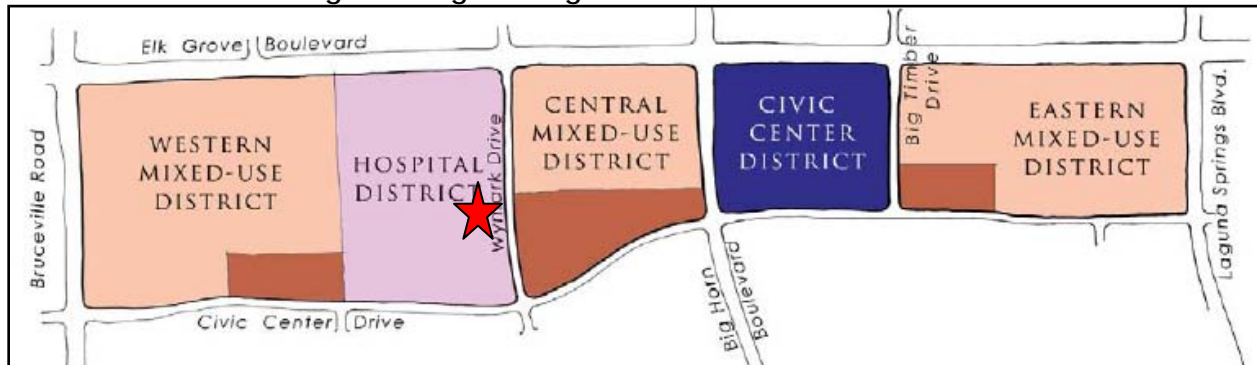 Elk Grove Boulevard
Bruceville Road
WESTERN
MIXED-USE
DISTRICT
HOSPITAL
DISTRICT
Wymark Drive
CENTRAL
MIXED-USE
DISTRICT
CIVIC
CENTER
DISTRICT
Big Timber
Drive
EASTERN
MIXED-USE
DISTRICT
Laguna Springs Blvd.
Civic Center Drive
Big Horn
Boulevard